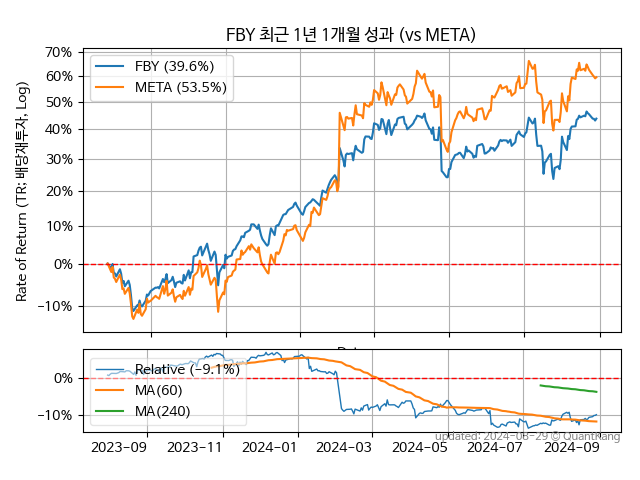 FBY 최근 1년 1개월 성과 (vs META)
Rate of Return (TR: 배당재투자, Log)
70%
60%
50%
40%
30%
20%
10%
0%
−10%
FBY (39.6%)
META (53.5%)
0%
−10%
Relative (−9.1%)
MA(60)
MA(240)
updated: 2024-08-29 © QuantKang
2023−09
2023−11
2024−01
2024−03
2024−05
2024−07
2024−09